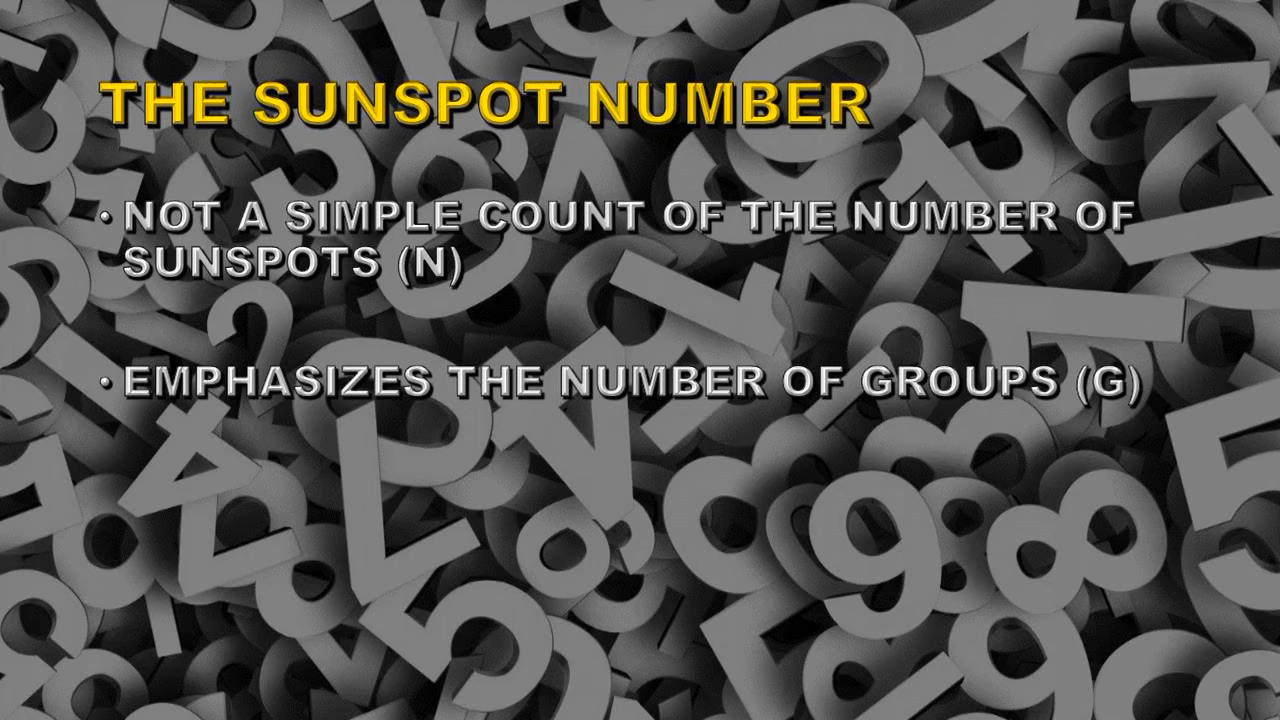 THE SUNSPOT NUMBER
• NOT A SIMPLE COUNT OF THE NUMBER OF
SUNSPOTS (N)
• EMPHASIZES THE NUMBER OF GROUPS (G)